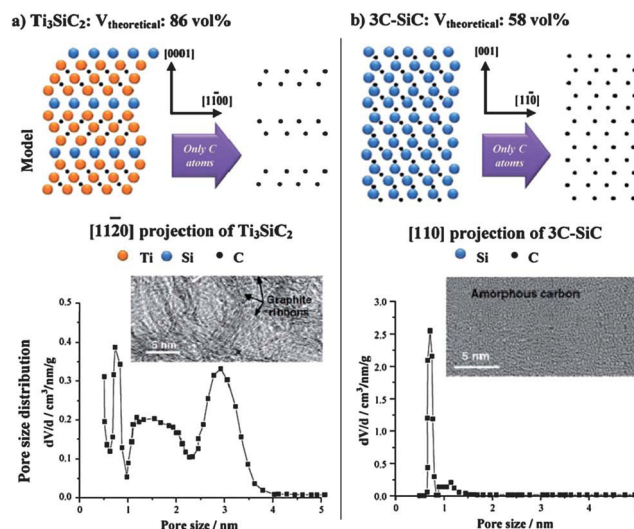 a) Ti₃SiC₂: V_theoretical: 86 vol%
[0001]
[11̅00]
Only C
atoms
Model
[112̅0] projection of Ti₃SiC₂
Ti Si C
Graphite
ribbons
5 nm
Pore size distribution
dV/d / cm³/nm/g
0.5
0.4
0.3
0.2
0.1
0.0
0 1 2 3 4 5
Pore size / nm
b) 3C-SiC: V_theoretical: 58 vol%
[001]
[11̅0]
Only C
atoms
[110] projection of 3C-SiC
Si C
Amorphous carbon
5 nm
dV/d / cm³/nm/g
3.0
2.5
2.0
1.5
1.0
0.5
0.0
0 1 2 3 4
Pore size / nm